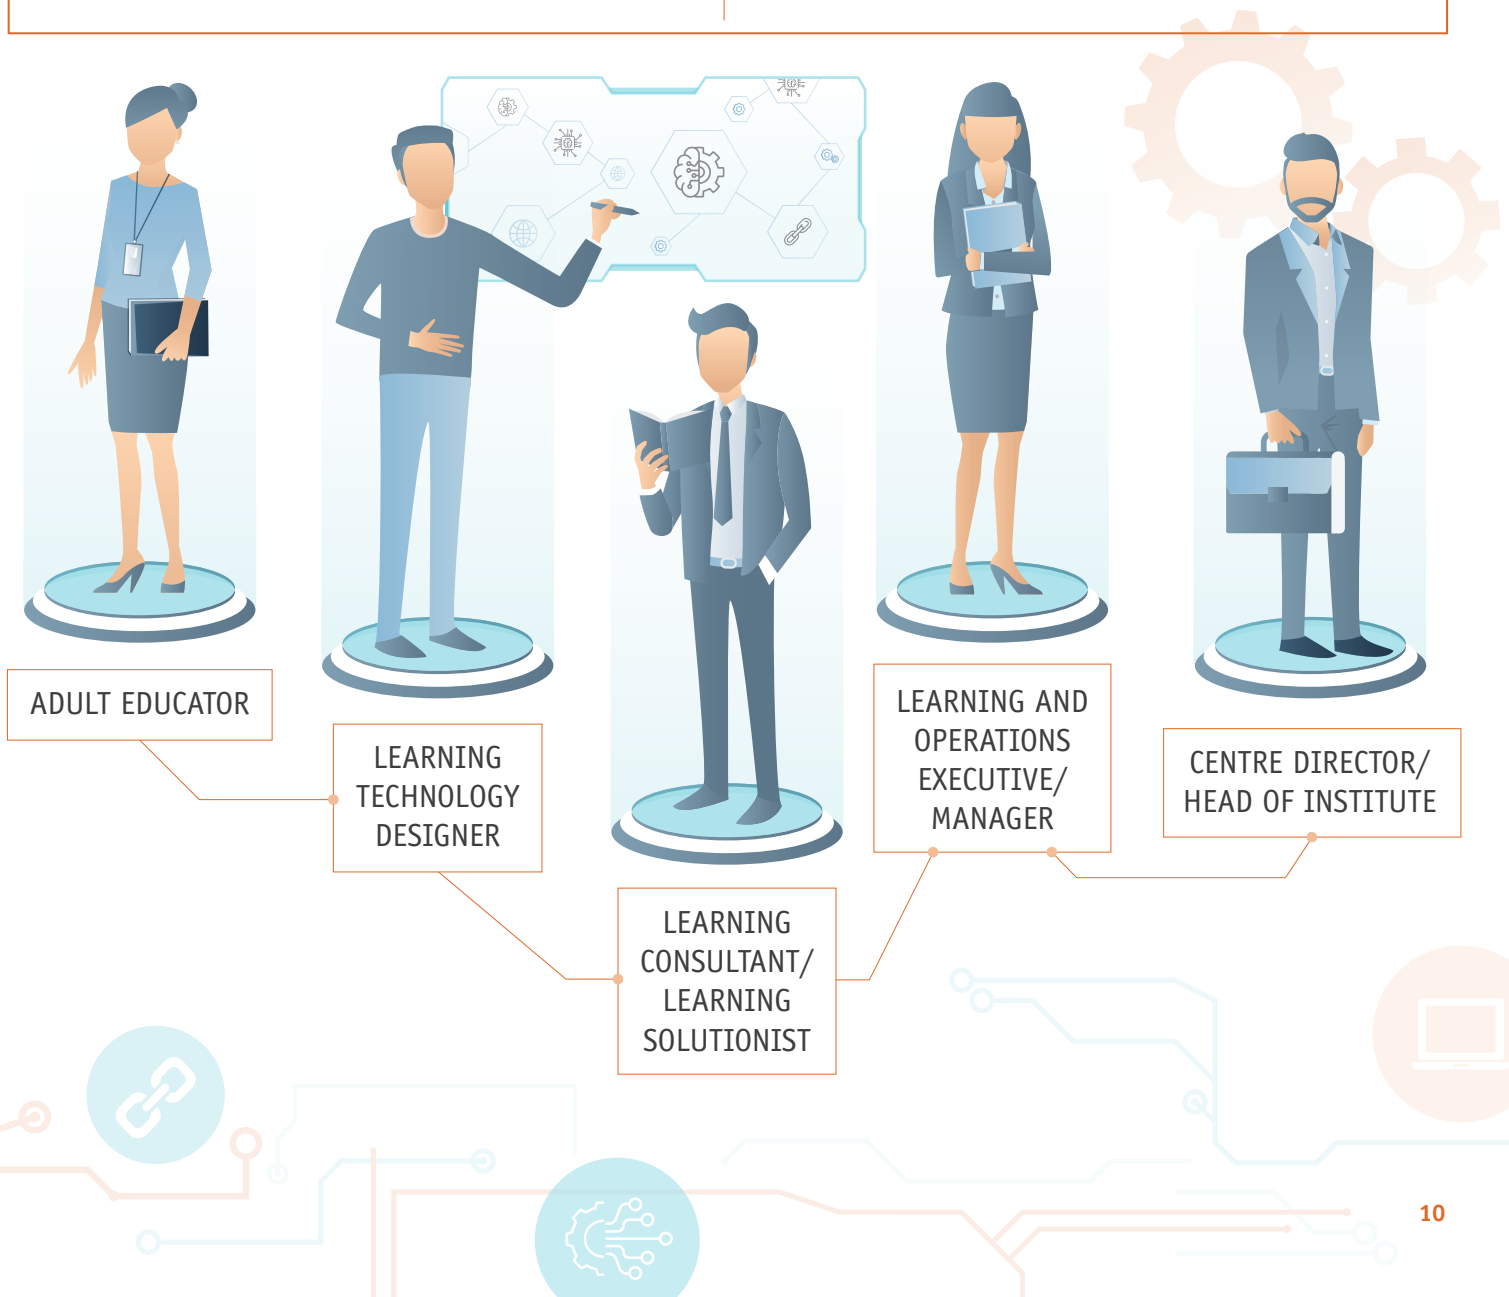 ADULT EDUCATOR
LEARNING
TECHNOLOGY
DESIGNER
LEARNING
CONSULTANT/
LEARNING
SOLUTIONIST
LEARNING AND
OPERATIONS
EXECUTIVE/
MANAGER
CENTRE DIRECTOR/
HEAD OF INSTITUTE
10